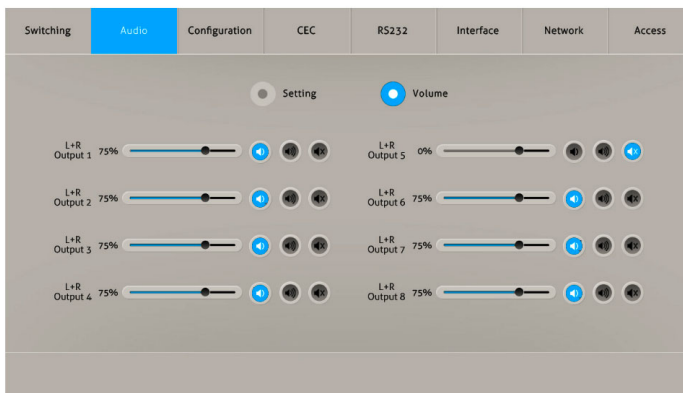 Switching Audio Configuration CEC RS232 Interface Network Access
Setting Volume
L+R
Output 1 75%
L+R
Output 5 0%
L+R
Output 2 75%
L+R
Output 6 75%
L+R
Output 3 75%
L+R
Output 7 75%
L+R
Output 4 75%
L+R
Output 8 75%